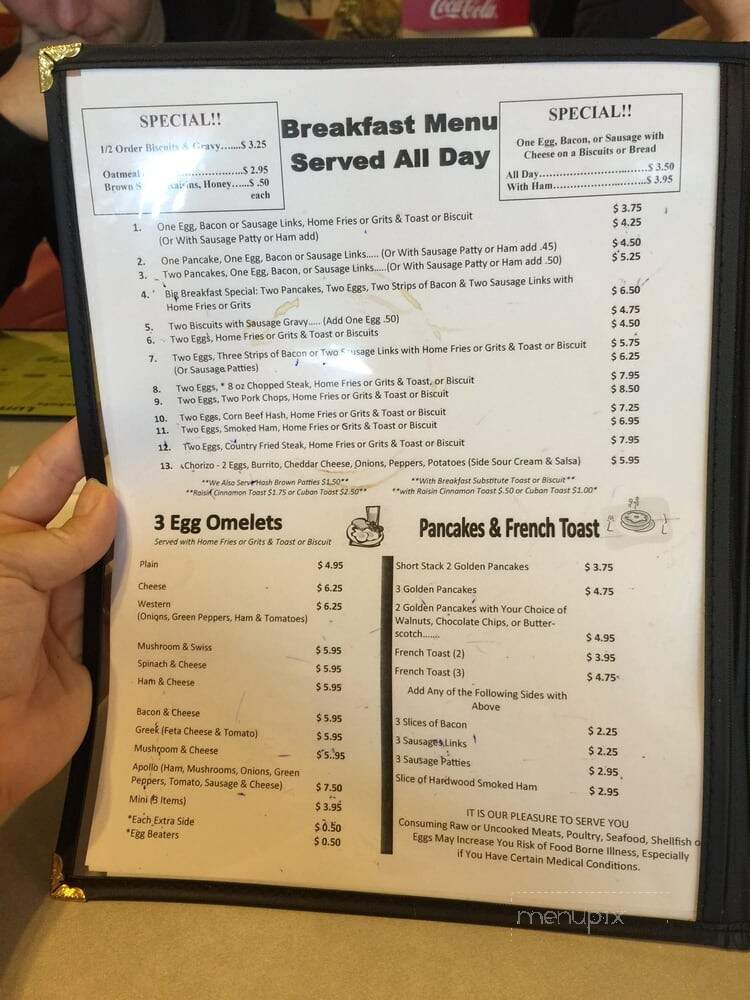 Coca-Cola
SPECIAL!!
1/2 Order Biscuits & Gravy......$ 3.25
Oatmeal ........................$ 2.95
Brown Raisins, Honey.....$ .50
each
Breakfast Menu
Served All Day
SPECIAL!!
One Egg, Bacon, or Sausage with
Cheese on a Biscuits or Bread
All Day..............................$ 3.50
With Ham.........................$ 3.95
1. One Egg, Bacon or Sausage Links, Home Fries or Grits & Toast or Biscuit $ 3.75
(Or With Sausage Patty or Ham add) $ 4.25
2. One Pancake, One Egg, Bacon or Sausage Links..... (Or With Sausage Patty or Ham add .45) $ 4.50
3. Two Pancakes, One Egg, Bacon, or Sausage Links.....(Or With Sausage Patty or Ham add .50) $ 5.25
4. Big Breakfast Special: Two Pancakes, Two Eggs, Two Strips of Bacon & Two Sausage Links with
Home Fries or Grits $ 6.50
5. Two Biscuits with Sausage Gravy..... (Add One Egg .50) $ 4.75
6. Two Eggs, Home Fries or Grits & Toast or Biscuits $ 4.50
7. Two Eggs, Three Strips of Bacon or Two Sausage Links with Home Fries or Grits & Toast or Biscuit $ 5.75
(Or Sausage Patties) $ 6.25
8. Two Eggs, * 8 oz Chopped Steak, Home Fries or Grits & Toast, or Biscuit $ 7.95
9. Two Eggs, Two Pork Chops, Home Fries or Grits & Toast or Biscuit $ 8.50
10. Two Eggs, Corn Beef Hash, Home Fries or Grits & Toast or Biscuit $ 7.25
11. Two Eggs, Smoked Ham, Home Fries or Grits & Toast or Biscuit $ 6.95
12. Two Eggs, Country Fried Steak, Home Fries or Grits & Toast or Biscuit $ 7.95
13. Chorizo - 2 Eggs, Burrito, Cheddar Cheese, Onions, Peppers, Potatoes (Side Sour Cream & Salsa) $ 5.95
**We Also Serve Hash Brown Patties $1.50**
**Raisin Cinnamon Toast $1.75 or Cuban Toast $2.50**
**With Breakfast Substitute Toast or Biscuit**
**with Raisin Cinnamon Toast $.50 or Cuban Toast $1.00*
3 Egg Omelets
Served with Home Fries or Grits & Toast or Biscuit
Plain $ 4.95
Cheese $ 6.25
Western $ 6.25
(Onions, Green Peppers, Ham & Tomatoes)
Mushroom & Swiss $ 5.95
Spinach & Cheese $ 5.95
Ham & Cheese $ 5.95
Bacon & Cheese $ 5.95
Greek (Feta Cheese & Tomato) $ 5.95
Mushroom & Cheese $ 5.95
Apollo (Ham, Mushrooms, Onions, Green
Peppers, Tomato, Sausage & Cheese) $ 7.50
Mini (3 Items) $ 3.95
*Each Extra Side $ 0.50
*Egg Beaters $ 0.50
Pancakes & French Toast
Short Stack 2 Golden Pancakes $ 3.75
3 Golden Pancakes $ 4.75
2 Golden Pancakes with Your Choice of
Walnuts, Chocolate Chips, or Butter-
scotch....... $ 4.95
French Toast (2) $ 3.95
French Toast (3) $ 4.75
Add Any of the Following Sides with
Above
3 Slices of Bacon $ 2.25
3 Sausages Links $ 2.25
3 Sausage Patties $ 2.95
Slice of Hardwood Smoked Ham $ 2.95
IT IS OUR PLEASURE TO SERVE YOU
Consuming Raw or Uncooked Meats, Poultry, Seafood, Shellfish o
Eggs May Increase You Risk of Food Borne Illness, Especially
if You Have Certain Medical Conditions.
menupix